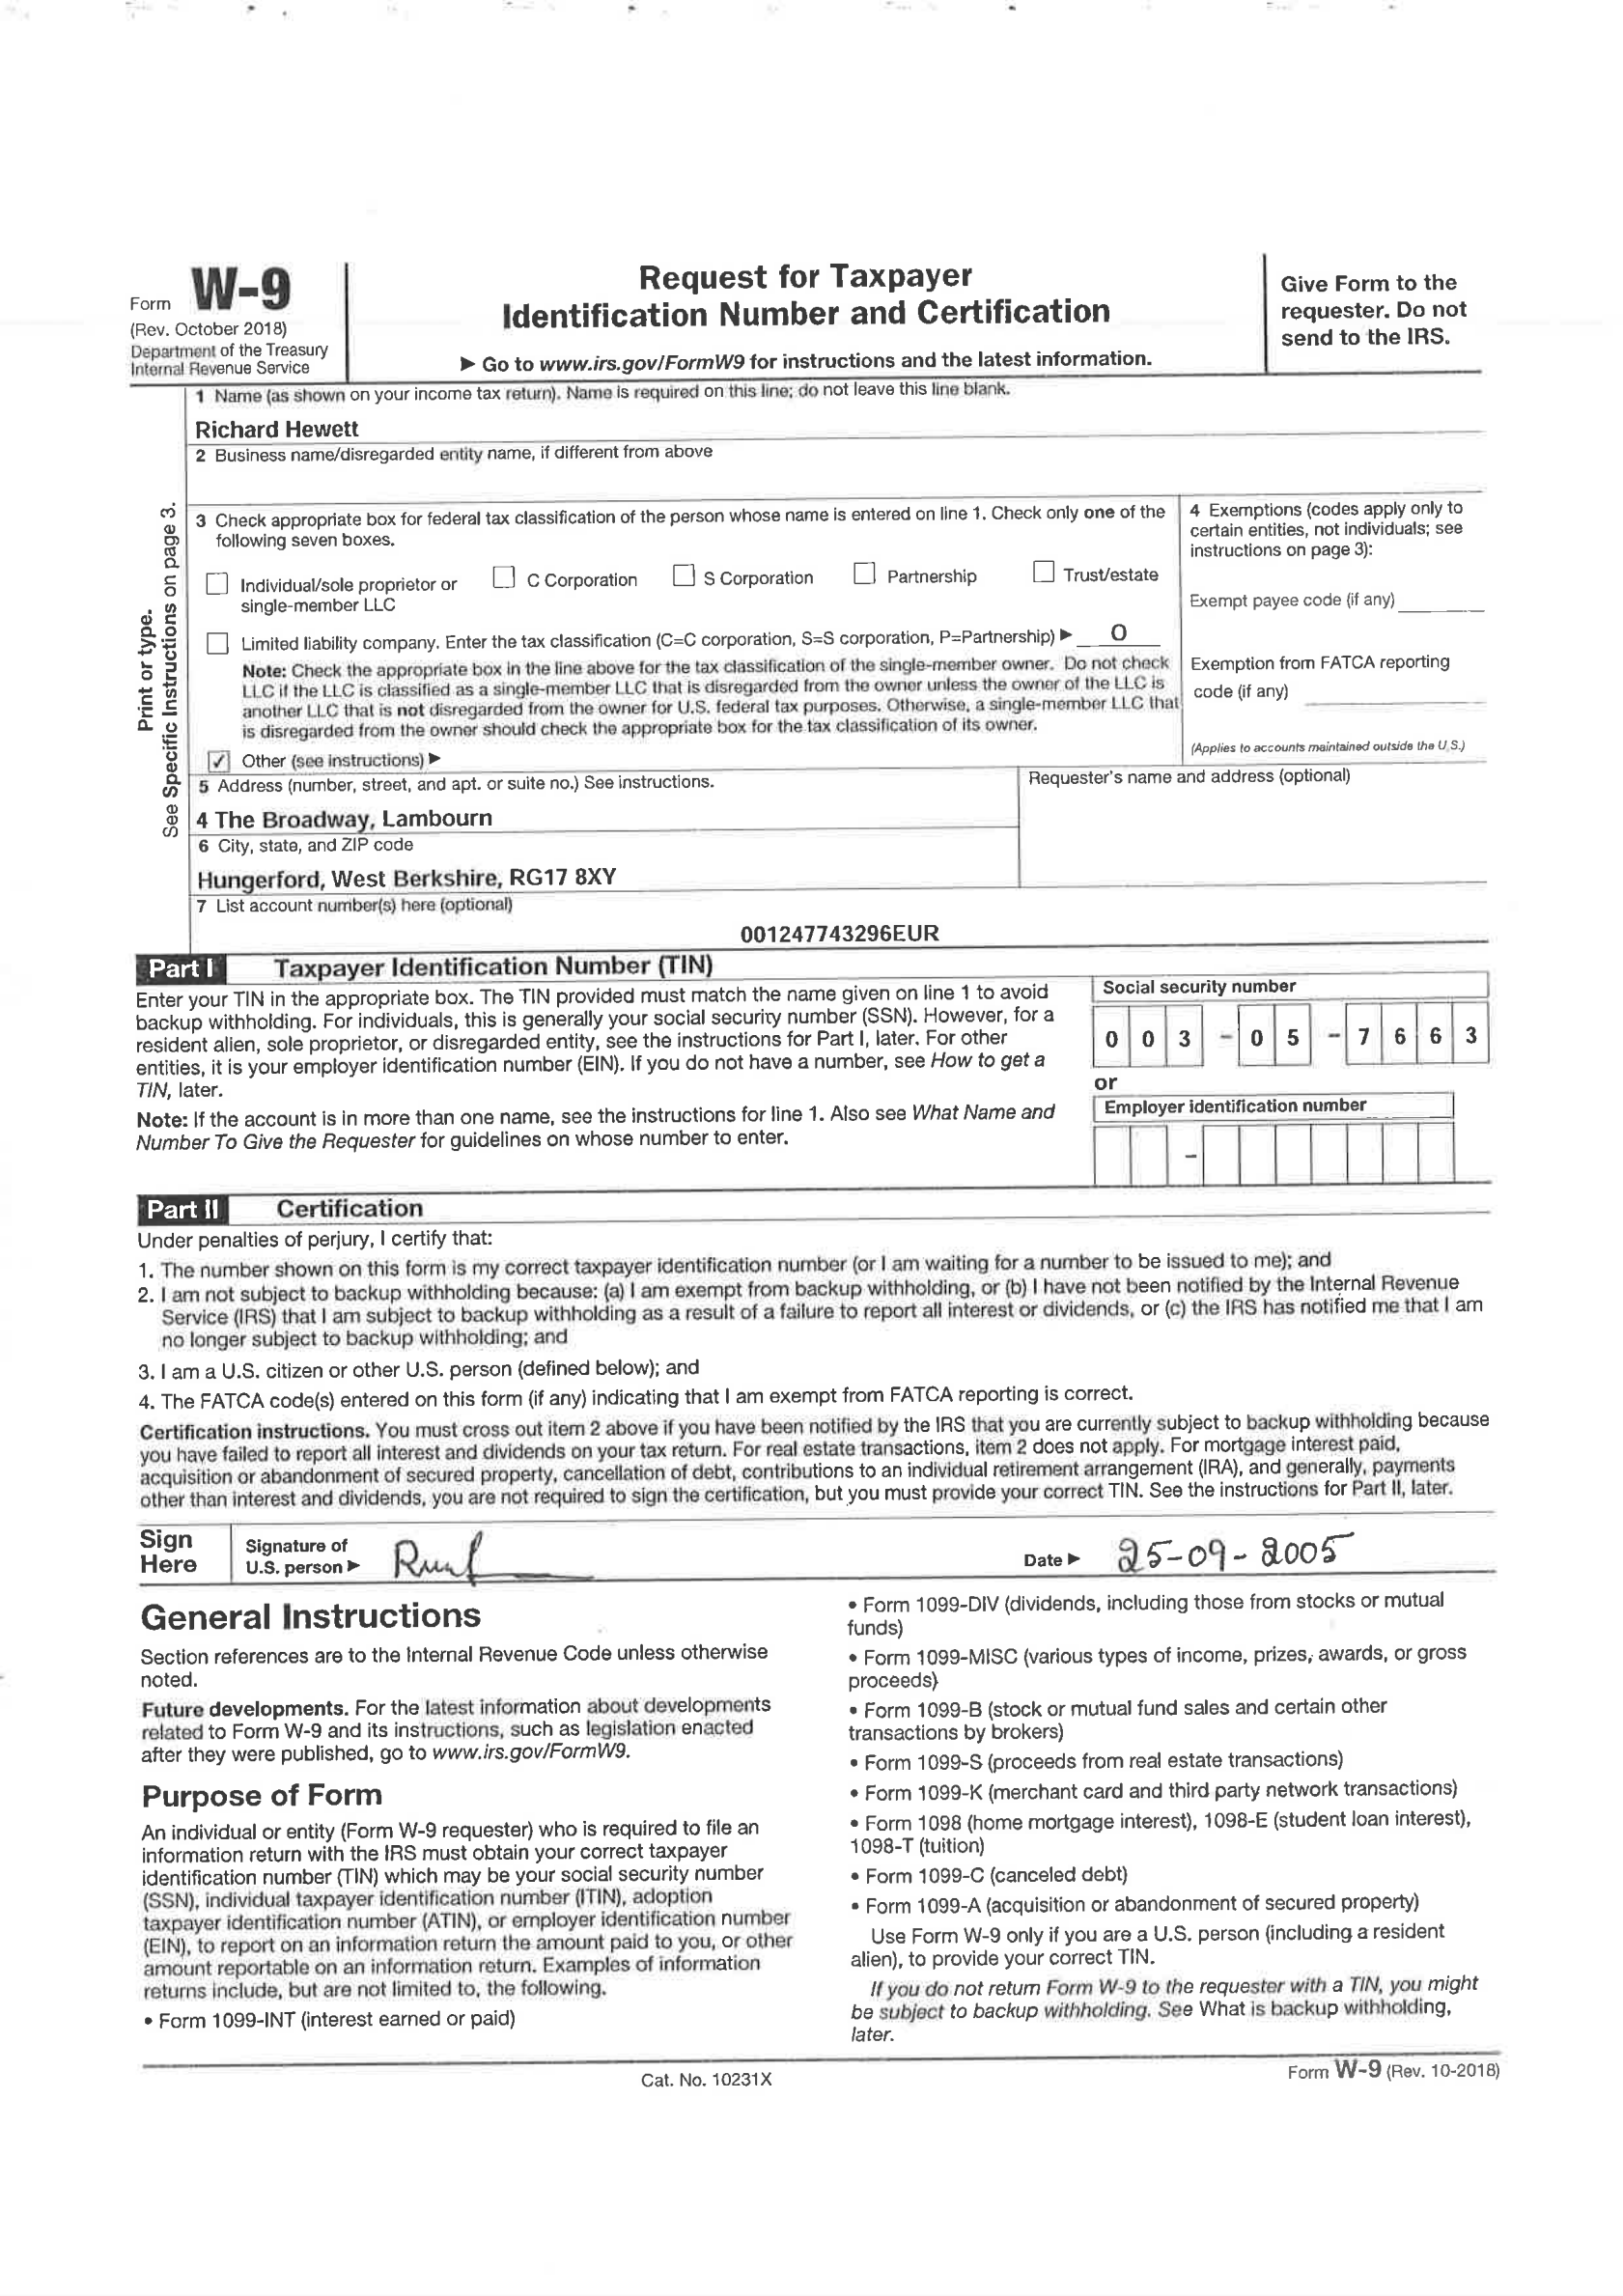 Form W-9
(Rev. October 2018)
Department of the Treasury
Internal Revenue Service
Request for Taxpayer
Identification Number and Certification
▶ Go to www.irs.gov/FormW9 for instructions and the latest information.
Give Form to the
requester. Do not
send to the IRS.
Print or type.
See Specific Instructions on page 3.
1 Name (as shown on your income tax return). Name is required on this line; do not leave this line blank.
Richard Hewett
2 Business name/disregarded entity name, if different from above
3 Check appropriate box for federal tax classification of the person whose name is entered on line 1. Check only one of the
following seven boxes.
Individual/sole proprietor or
single-member LLC
C Corporation
S Corporation
Partnership
Trust/estate
Limited liability company. Enter the tax classification (C=C corporation, S=S corporation, P=Partnership) ▶ O
Note: Check the appropriate box in the line above for the tax classification of the single-member owner. Do not check
LLC if the LLC is classified as a single-member LLC that is disregarded from the owner unless the owner of the LLC is
another LLC that is not disregarded from the owner for U.S. federal tax purposes. Otherwise, a single-member LLC that
is disregarded from the owner should check the appropriate box for the tax classification of its owner.
✓ Other (see instructions) ▶
4 Exemptions (codes apply only to
certain entities, not individuals; see
instructions on page 3):
Exempt payee code (if any)
Exemption from FATCA reporting
code (if any)
(Applies to accounts maintained outside the U.S.)
5 Address (number, street, and apt. or suite no.) See instructions.
4 The Broadway, Lambourn
Requester's name and address (optional)
6 City, state, and ZIP code
Hungerford, West Berkshire, RG17 8XY
7 List account number(s) here (optional)
001247743296EUR
Part I Taxpayer Identification Number (TIN)
Enter your TIN in the appropriate box. The TIN provided must match the name given on line 1 to avoid
backup withholding. For individuals, this is generally your social security number (SSN). However, for a
resident alien, sole proprietor, or disregarded entity, see the instructions for Part I, later. For other
entities, it is your employer identification number (EIN). If you do not have a number, see How to get a
TIN, later.
Note: If the account is in more than one name, see the instructions for line 1. Also see What Name and
Number To Give the Requester for guidelines on whose number to enter.
Social security number
0 0 3 - 0 5 - 7 6 6 3
or
Employer identification number
-
Part II Certification
Under penalties of perjury, I certify that:
1. The number shown on this form is my correct taxpayer identification number (or I am waiting for a number to be issued to me); and
2. I am not subject to backup withholding because: (a) I am exempt from backup withholding, or (b) I have not been notified by the Internal Revenue
Service (IRS) that I am subject to backup withholding as a result of a failure to report all interest or dividends, or (c) the IRS has notified me that I am
no longer subject to backup withholding; and
3. I am a U.S. citizen or other U.S. person (defined below); and
4. The FATCA code(s) entered on this form (if any) indicating that I am exempt from FATCA reporting is correct.
Certification instructions. You must cross out item 2 above if you have been notified by the IRS that you are currently subject to backup withholding because
you have failed to report all interest and dividends on your tax return. For real estate transactions, item 2 does not apply. For mortgage interest paid,
acquisition or abandonment of secured property, cancellation of debt, contributions to an individual retirement arrangement (IRA), and generally, payments
other than interest and dividends, you are not required to sign the certification, but you must provide your correct TIN. See the instructions for Part II, later.
Sign
Here
Signature of
U.S. person ▶
Date ▶ 25-09-2005
General Instructions
Section references are to the Internal Revenue Code unless otherwise
noted.
Future developments. For the latest information about developments
related to Form W-9 and its instructions, such as legislation enacted
after they were published, go to www.irs.gov/FormW9.
Purpose of Form
An individual or entity (Form W-9 requester) who is required to file an
information return with the IRS must obtain your correct taxpayer
identification number (TIN) which may be your social security number
(SSN), individual taxpayer identification number (ITIN), adoption
taxpayer identification number (ATIN), or employer identification number
(EIN), to report on an information return the amount paid to you, or other
amount reportable on an information return. Examples of information
returns include, but are not limited to, the following.
• Form 1099-INT (interest earned or paid)
• Form 1099-DIV (dividends, including those from stocks or mutual
funds)
• Form 1099-MISC (various types of income, prizes, awards, or gross
proceeds)
• Form 1099-B (stock or mutual fund sales and certain other
transactions by brokers)
• Form 1099-S (proceeds from real estate transactions)
• Form 1099-K (merchant card and third party network transactions)
• Form 1098 (home mortgage interest), 1098-E (student loan interest),
1098-T (tuition)
• Form 1099-C (canceled debt)
• Form 1099-A (acquisition or abandonment of secured property)
Use Form W-9 only if you are a U.S. person (including a resident
alien), to provide your correct TIN.
If you do not return Form W-9 to the requester with a TIN, you might
be subject to backup withholding. See What is backup withholding,
later.
Cat. No. 10231X
Form W-9 (Rev. 10-2018)